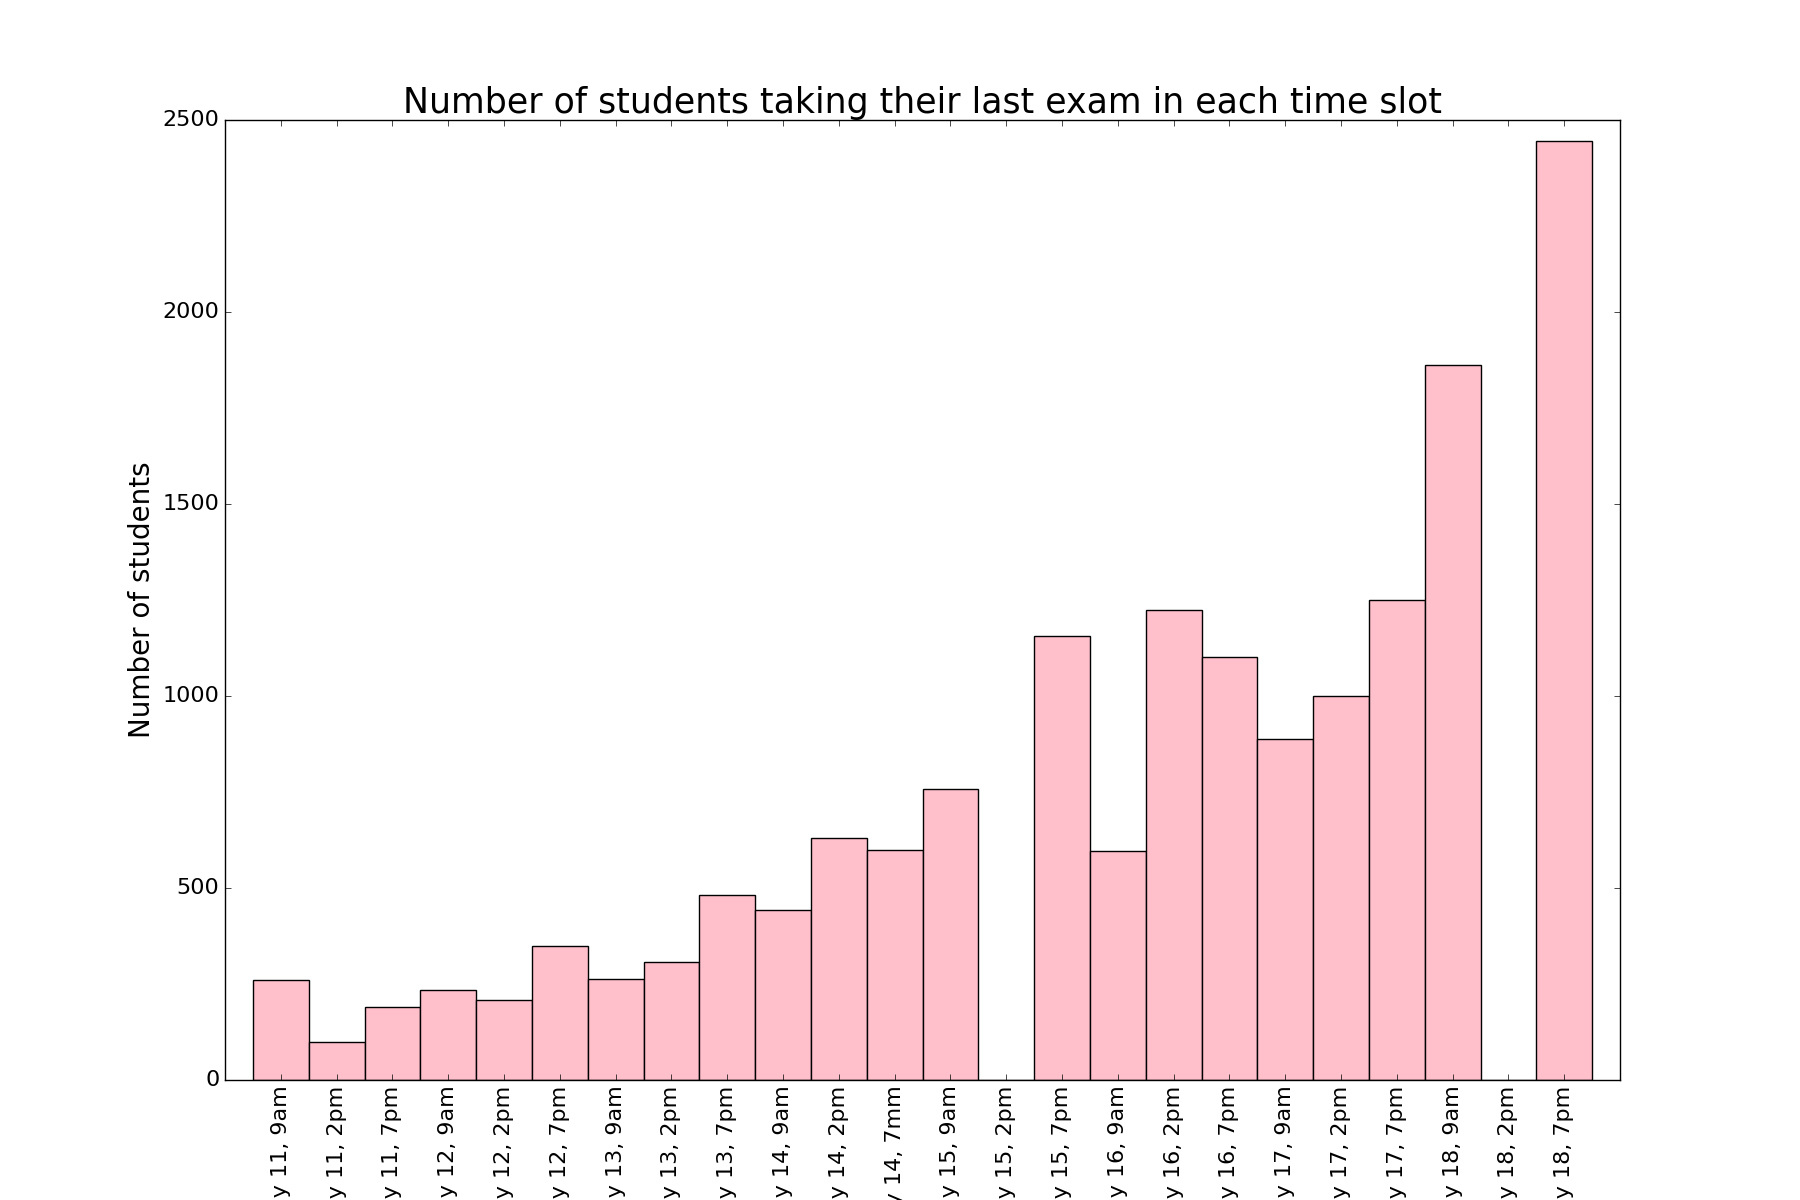 Number of students taking their last exam in each time slot
Number of students
2500
2000
1500
1000
500
0
y 11, 9am
y 11, 2pm
y 11, 7pm
y 12, 9am
y 12, 2pm
y 12, 7pm
y 13, 9am
y 13, 2pm
y 13, 7pm
y 14, 9am
y 14, 2pm
y 14, 7mm
y 15, 9am
y 15, 2pm
y 15, 7pm
y 16, 9am
y 16, 2pm
y 16, 7pm
y 17, 9am
y 17, 2pm
y 17, 7pm
y 18, 9am
y 18, 2pm
y 18, 7pm